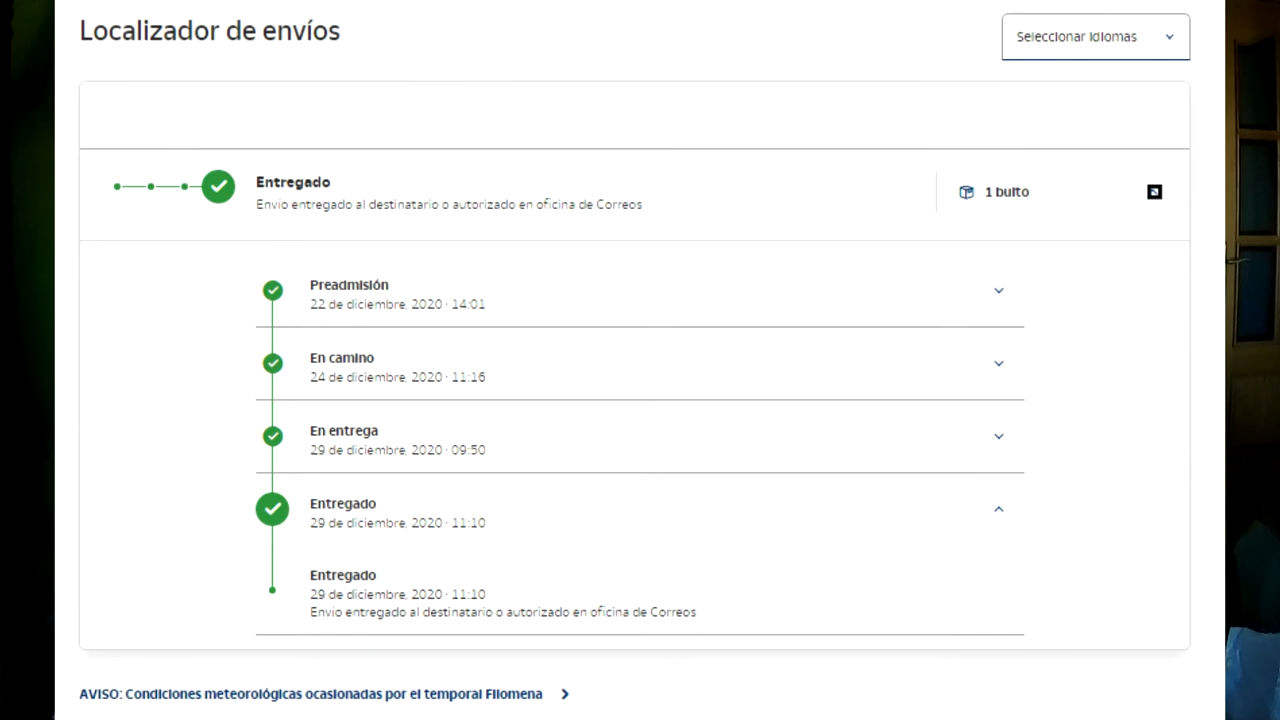 Localizador de envíos
Seleccionar Idiomas
Entregado
Envio entregado al destinatario o autorizado en oficina de Correos
1 bulto
Preadmisión
22 de diciembre, 2020 · 14:01
En camino
24 de diciembre, 2020 · 11:16
En entrega
29 de diciembre, 2020 · 09:50
Entregado
29 de diciembre, 2020 · 11:10
Entregado
29 de diciembre, 2020 · 11:10
Envio entregado al destinatario o autorizado en oficina de Correos
AVISO: Condiciones meteorológicas ocasionadas por el temporal Filomena